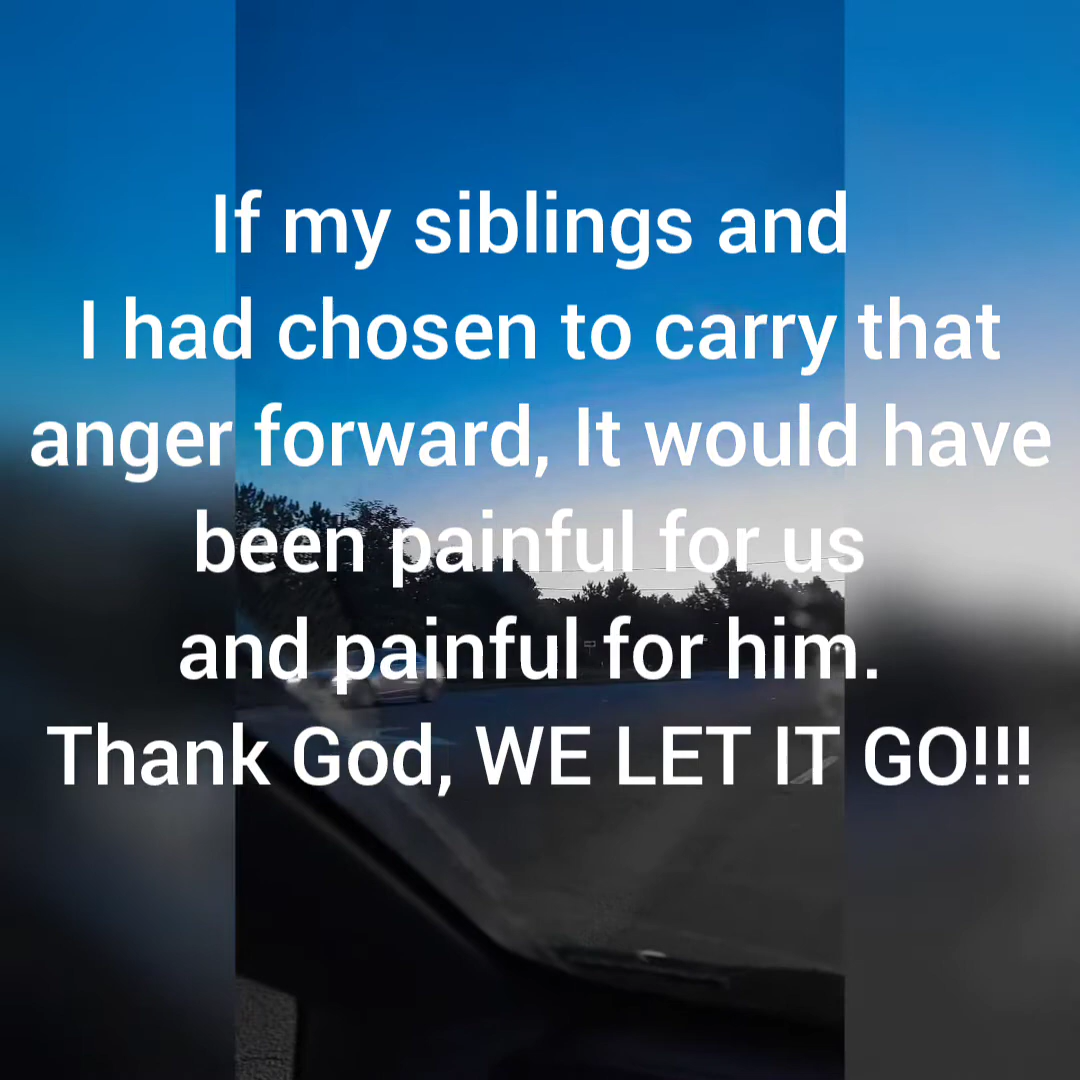 If my siblings and
I had chosen to carry that
anger forward, It would have
been painful for us
and painful for him.
Thank God, WE LET IT GO!!!